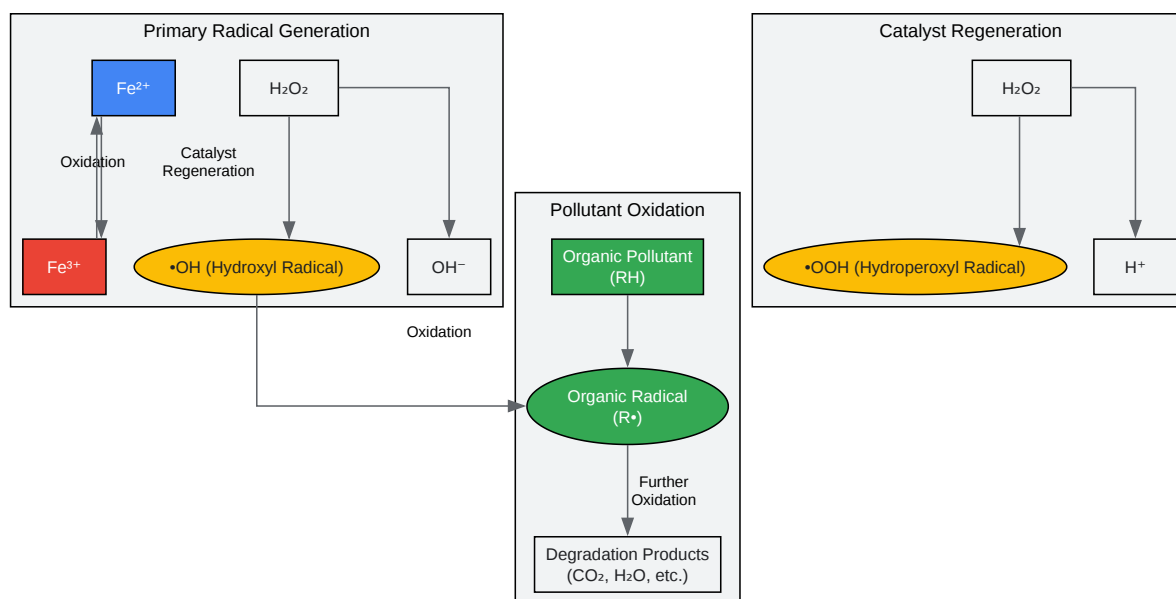 Primary Radical Generation
Fe²⁺
H₂O₂
Oxidation
Catalyst
Regeneration
Fe³⁺
•OH (Hydroxyl Radical)
OH⁻
Oxidation
Pollutant Oxidation
Organic Pollutant
(RH)
Organic Radical
(R•)
Further
Oxidation
Degradation Products
(CO₂, H₂O, etc.)
Catalyst Regeneration
H₂O₂
•OOH (Hydroperoxyl Radical)
H⁺